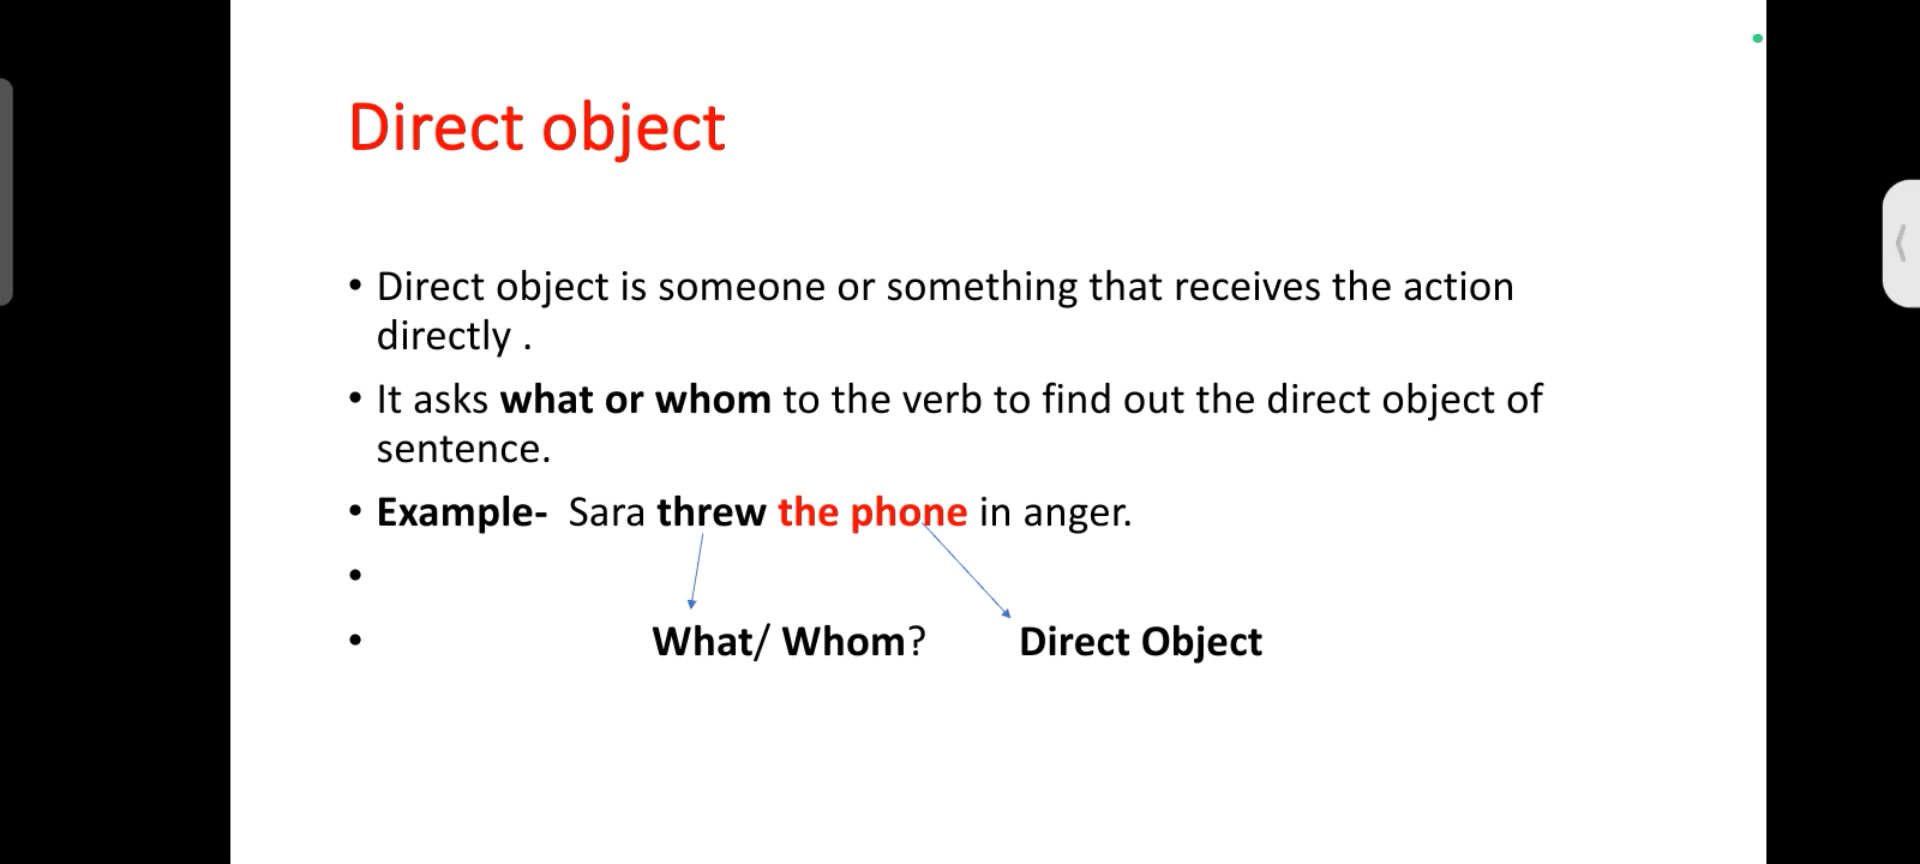 Direct object
• Direct object is someone or something that receives the action
directly .
• It asks what or whom to the verb to find out the direct object of
sentence.
• Example- Sara threw the phone in anger.
•
• What/ Whom? Direct Object